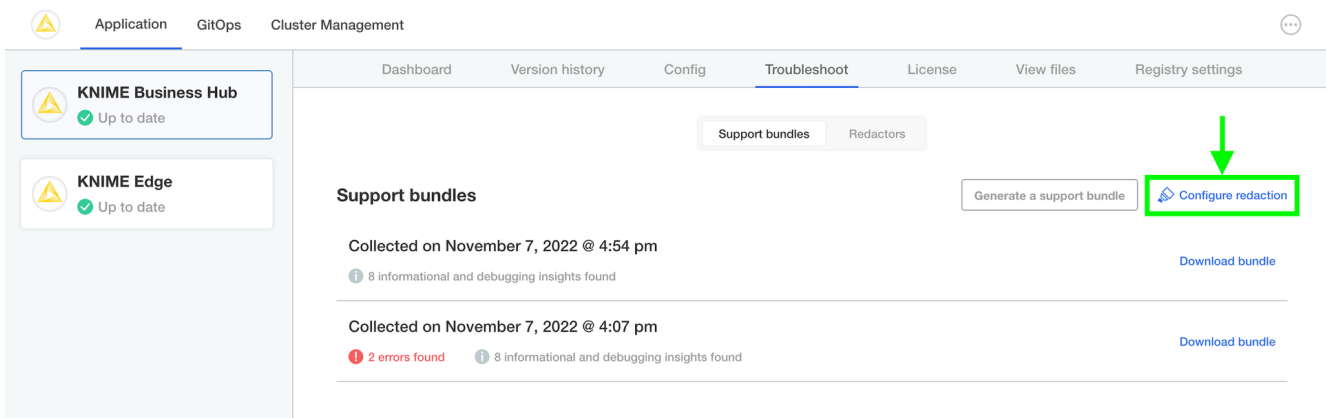 Application GitOps Cluster Management
KNIME Business Hub
Up to date
KNIME Edge
Up to date
Dashboard Version history Config Troubleshoot License View files Registry settings
Support bundles Redactors
Support bundles Generate a support bundle Configure redaction
Collected on November 7, 2022 @ 4:54 pm
8 informational and debugging insights found
Download bundle
Collected on November 7, 2022 @ 4:07 pm
2 errors found 8 informational and debugging insights found
Download bundle